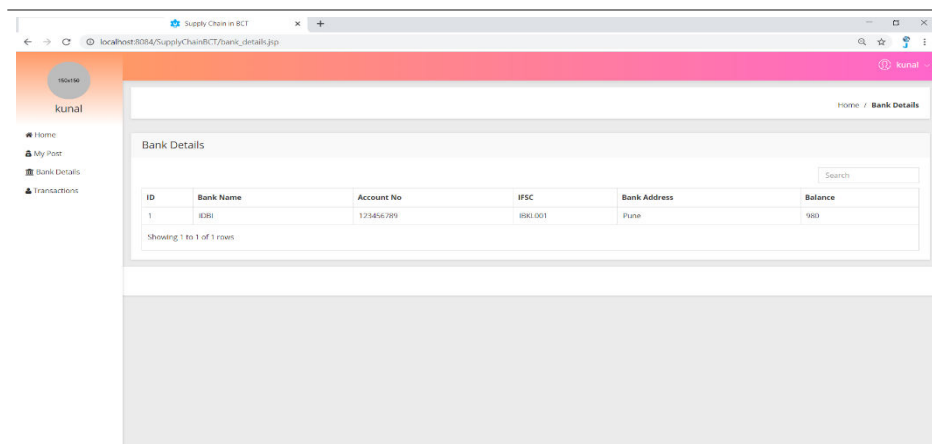 Supply Chain in BCT
localhost:8084/SupplyChainBCT/bank_details.jsp
kunal
150x150
kunal
Home / Bank Details
Home
My Post
Bank Details
Transactions
Bank Details
Search
ID Bank Name Account No IFSC Bank Address Balance
1 IDBI 123456789 IBKL001 Pune 980
Showing 1 to 1 of 1 rows